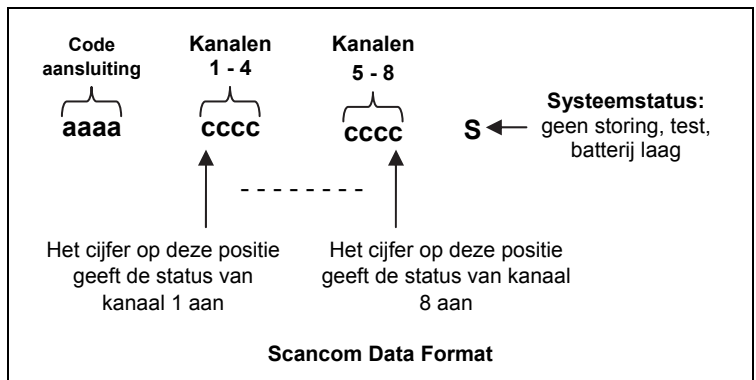 Code aansluiting
Kanalen 1 - 4
Kanalen 5 - 8
aaaa cccc cccc S
Systeemstatus:
geen storing, test,
batterij laag
Het cijfer op deze positie
geeft de status van
kanaal 1 aan
Het cijfer op deze positie
geeft de status van kanaal
8 aan
Scancom Data Format